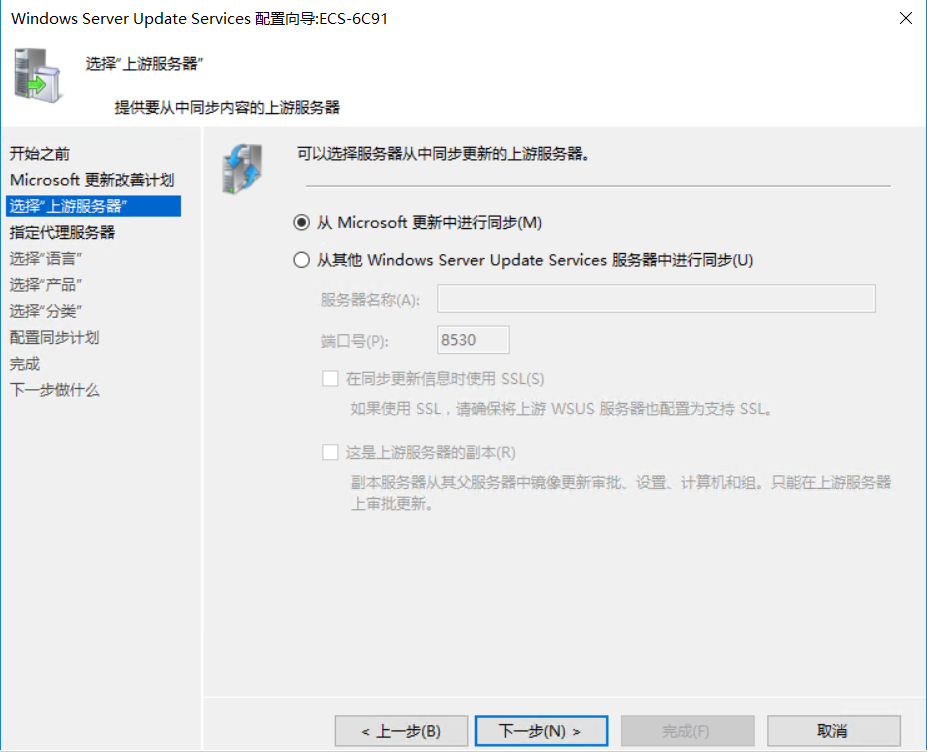 Windows Server Update Services 配置向导:ECS-6C91
选择"上游服务器"
提供要从中同步内容的上游服务器
开始之前
Microsoft 更新改善计划
选择"上游服务器"
指定代理服务器
选择"语言"
选择"产品"
选择"分类"
配置同步计划
完成
下一步做什么
可以选择服务器从中同步更新的上游服务器。
从 Microsoft 更新中进行同步(M)
从其他 Windows Server Update Services 服务器中进行同步(U)
服务器名称(A):
端口号(P):
8530
在同步更新信息时使用 SSL(S)
如果使用 SSL，请确保将上游 WSUS 服务器也配置为支持 SSL。
这是上游服务器的副本(R)
副本服务器从其父服务器中镜像更新审批、设置、计算机和组。只能在上游服务器
上审批更新。
< 上一步(B)
下一步(N) >
完成(F)
取消